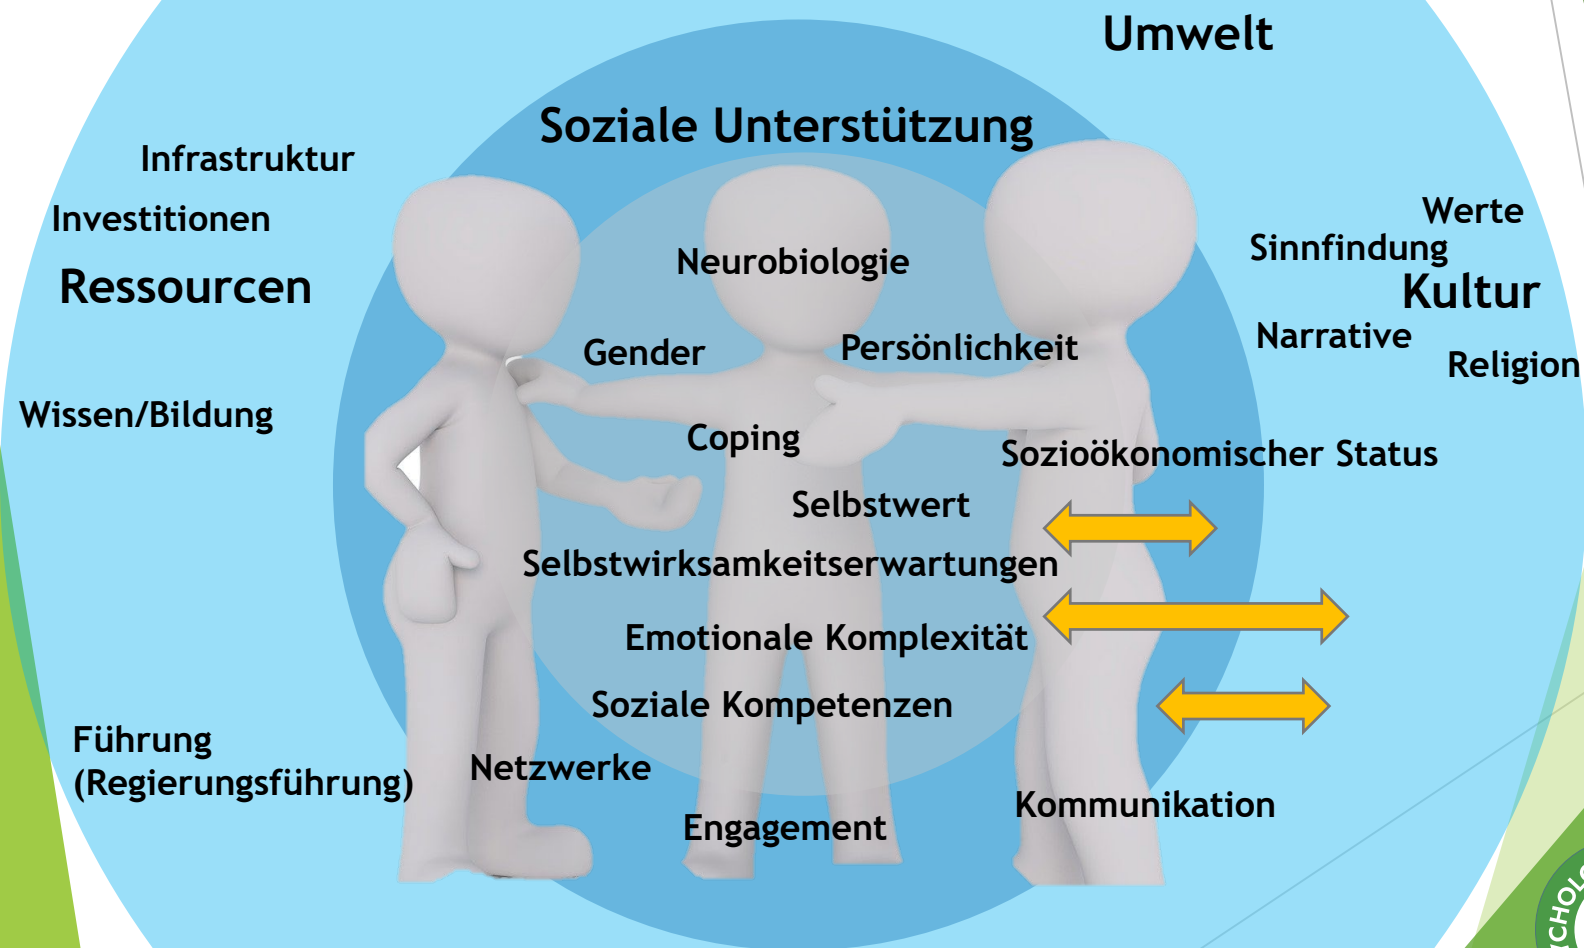 Umwelt
Soziale Unterstützung
Infrastruktur
Investitionen
Ressourcen
Wissen/Bildung
Führung
(Regierungsführung)
Neurobiologie
Gender
Persönlichkeit
Coping
Selbstwert
Selbstwirksamkeitserwartungen
Emotionale Komplexität
Soziale Kompetenzen
Netzwerke
Engagement
Werte
Sinnfindung
Kultur
Narrative
Religion
Sozioökonomischer Status
Kommunikation